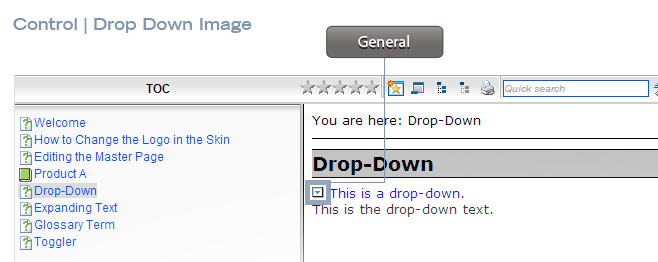 Control | Drop Down Image
General
TOC
Quick search
Welcome
How to Change the Logo in the Skin
Editing the Master Page
Product A
Drop-Down
Expanding Text
Glossary Term
Toggler
You are here: Drop-Down
Drop-Down
This is a drop-down.
This is the drop-down text.